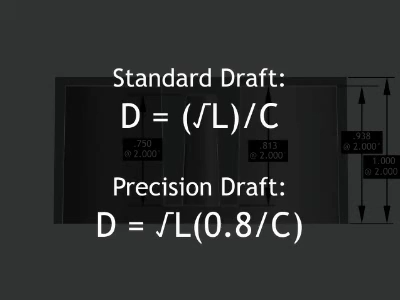 Standard Draft:
D = (√L)/C
.750
@ 2.000"
.813
@ 2.000
.938
@ 2.000"
1.000
@ 2.000"
Precision Draft:
D = √L(0.8/C)